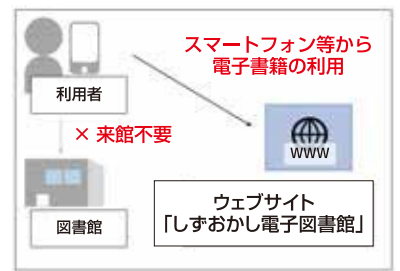 スマートフォン等から
電子書籍の利用
利用者
× 来館不要
WWW
図書館
ウェブサイト
「しずおかし電子図書館」